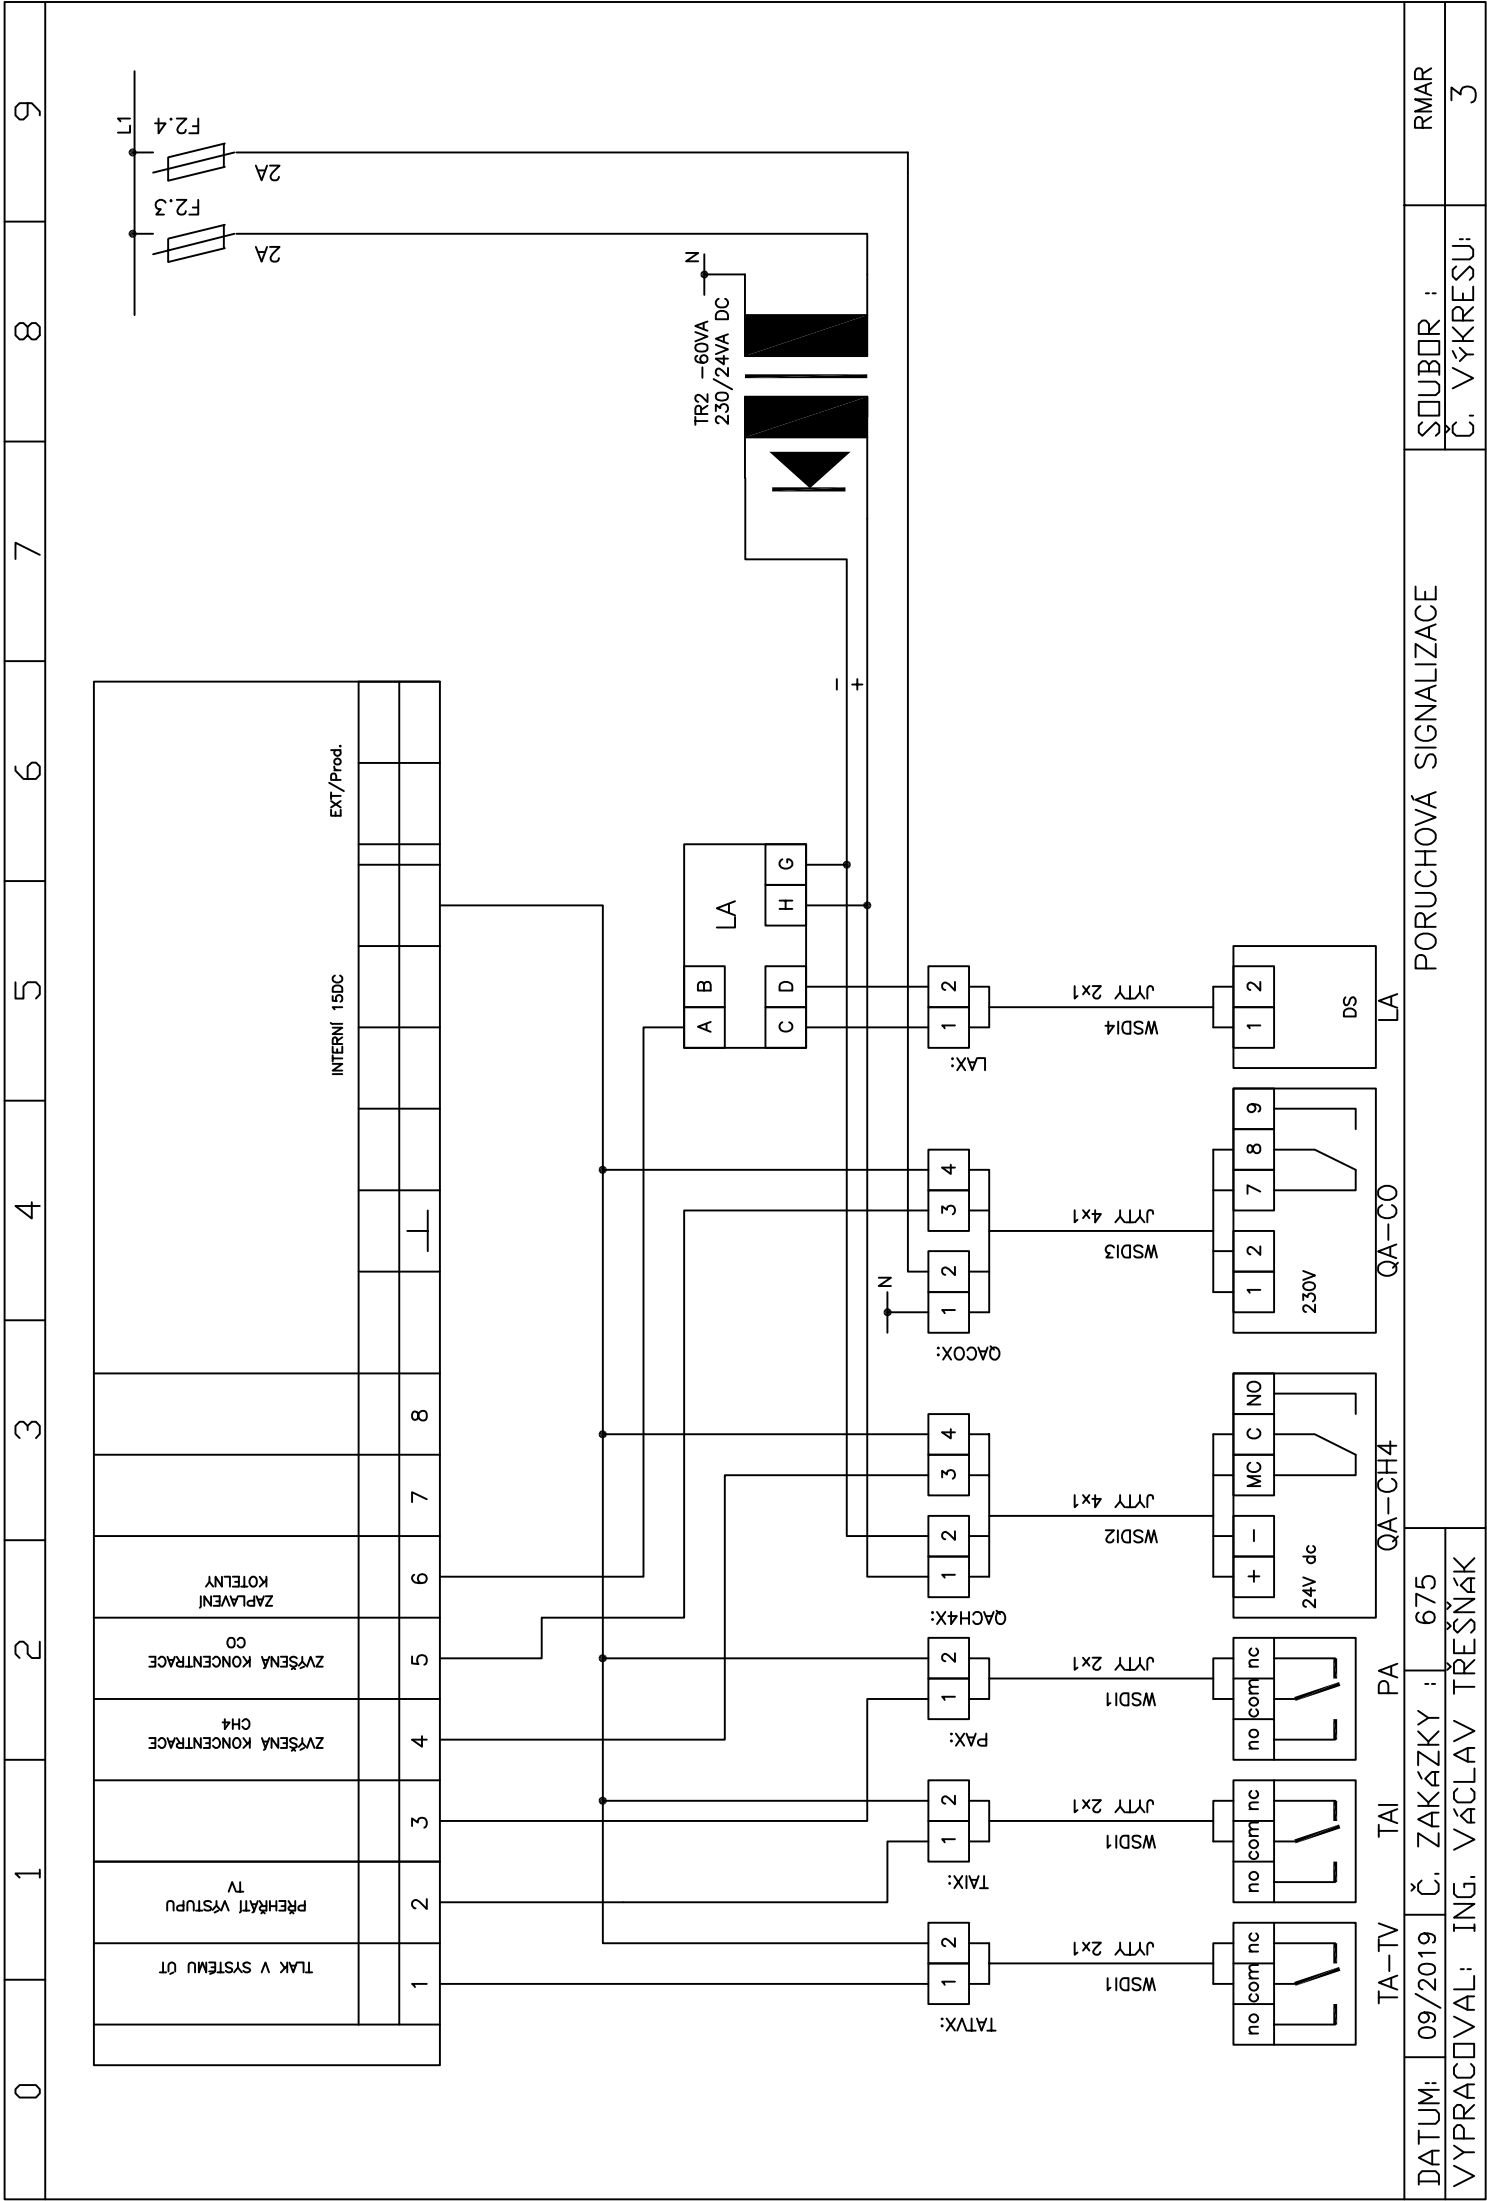 0 1 2 3 4 5 6 7 8 9
L1
F2.3
2A
F2.4
2A
TR2 -60VA
230/24VA DC
N
TLAK V SYSTÉMU ÚT
PŘEHŘÁTÍ VÝSTUPU
TV
ZVÝŠENÁ KONCENTRACE
CH4
ZVÝŠENÁ KONCENTRACE
CO
ZAPLAVENÍ
KOTELNY
INTERNÍ 15DC
EXT/Prod.
1 2 3 4 5 6 7 8
LA
A B
C D H G
-
+
N
TATVX:
1 2
TAIX:
1 2
PAX:
1 2
QACH4X:
1 2 3 4
QACOX:
1 2 3 4
LAX:
1 2
WSDI1
JYTY 2x1
WSDI1
JYTY 2x1
WSDI1
JYTY 2x1
WSDI2
JYTY 4x1
WSDI3
JYTY 4x1
WSDI4
JYTY 2x1
no com nc
TA-TV
no com nc
TAI
no com nc
PA
+ - MC C NO
24V dc
QA-CH4
1 2 7 8 9
230V
QA-CO
1 2
DS
LA
DATUM: 09/2019 Č. ZAKÁZKY : 675
VYPRACOVAL: ING. VÁCLAV TŘEŠŇÁK
PORUCHOVÁ SIGNALIZACE
SOUBOR : RMAR
Č. VÝKRESU: 3